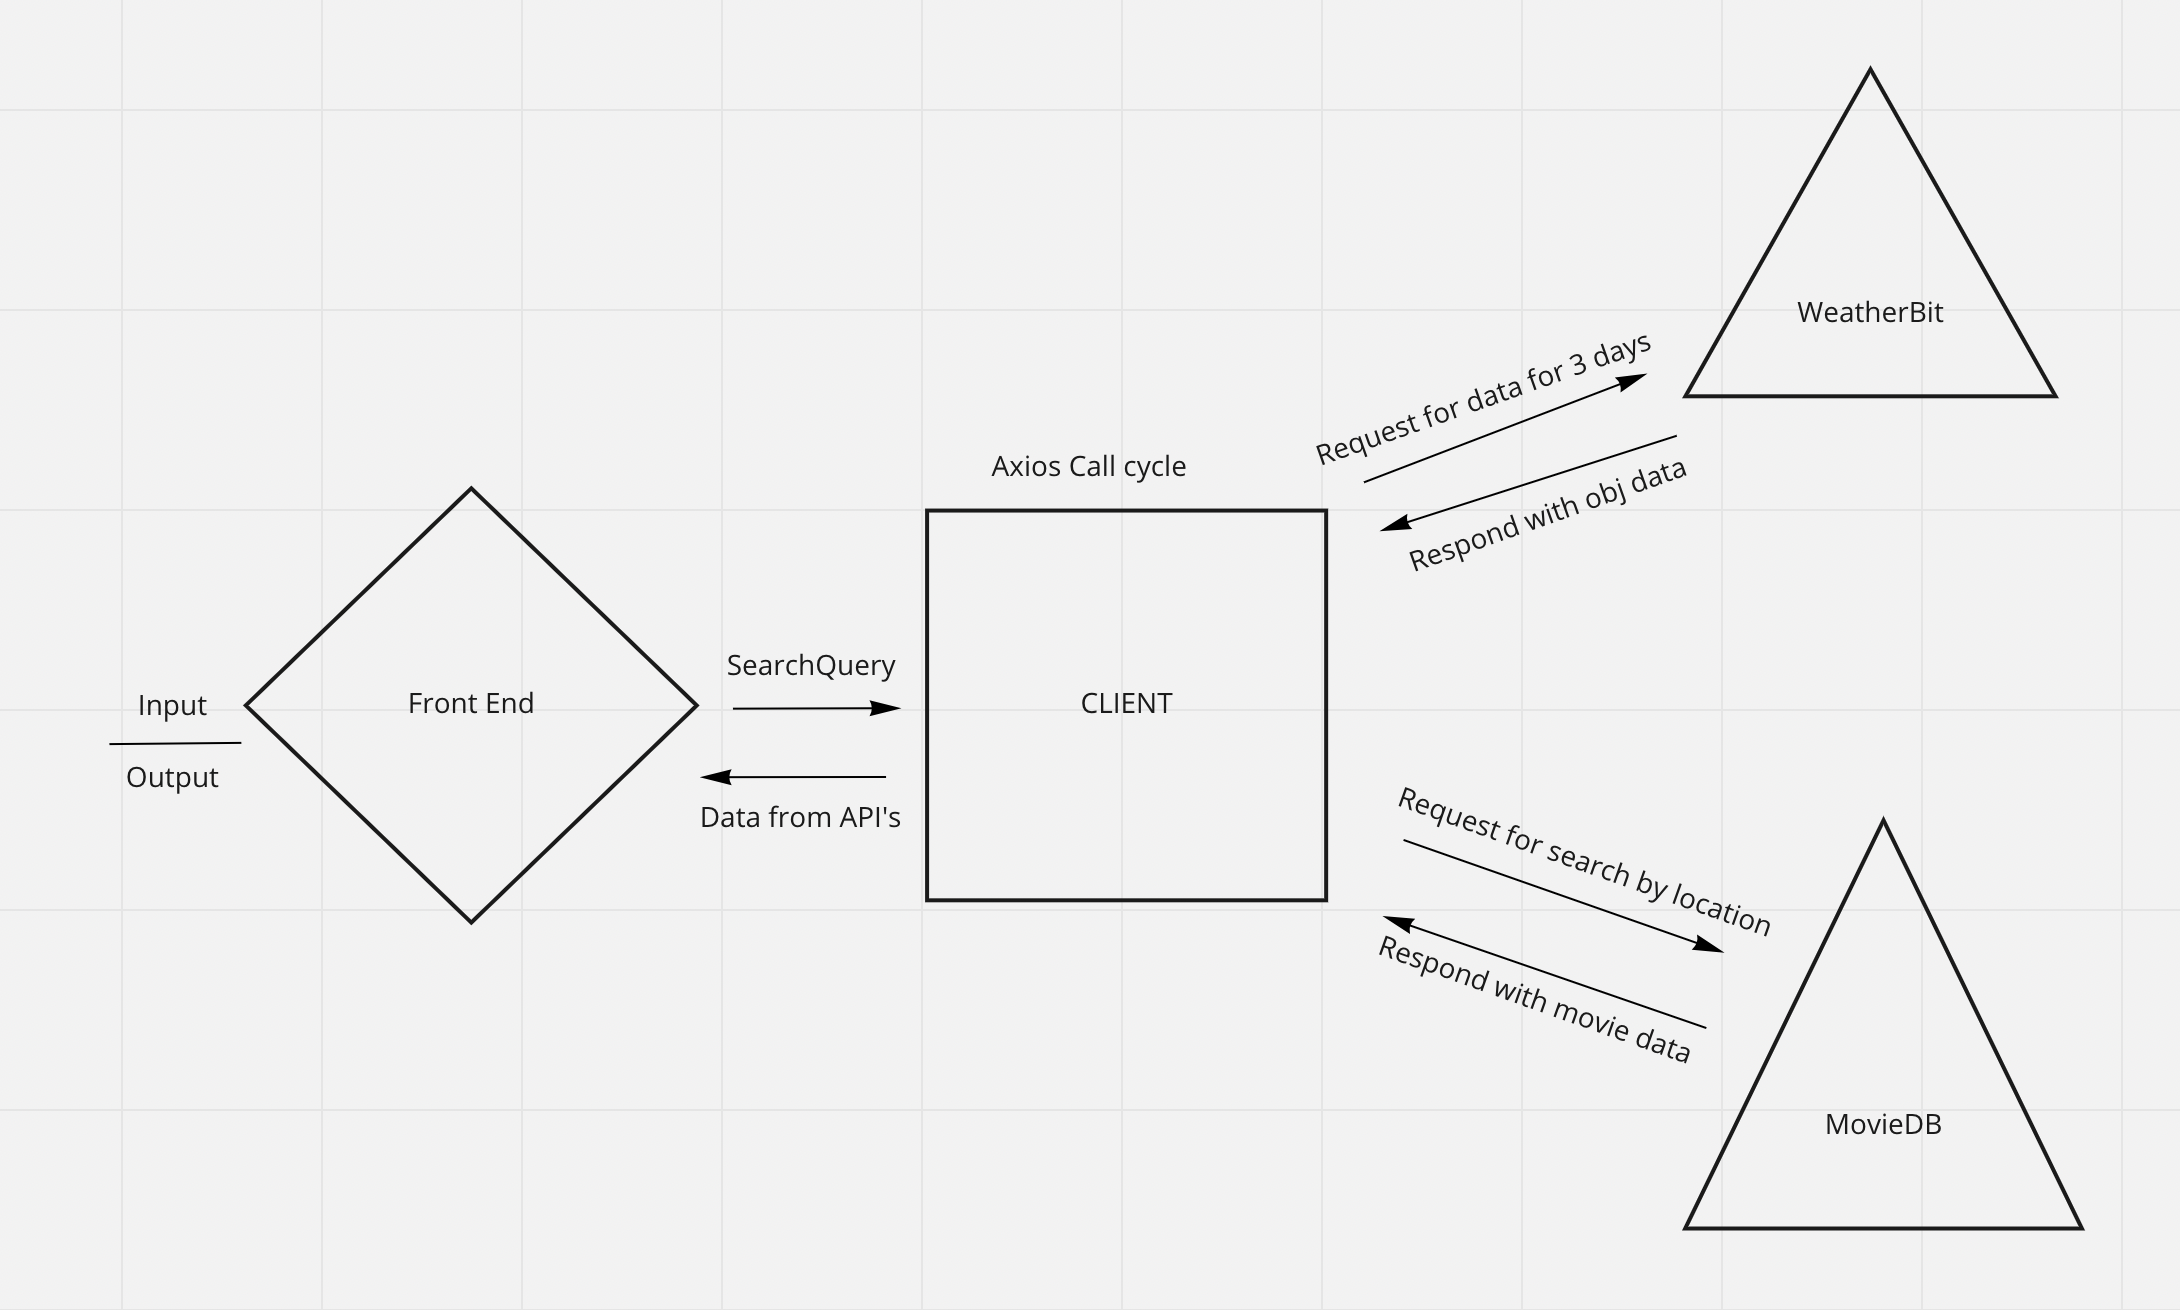 WeatherBit
Request for data for 3 days
Respond with obj data
Axios Call cycle
SearchQuery
Input
Front End
CLIENT
Output
Data from API's
Request for search by location
Respond with movie data
MovieDB